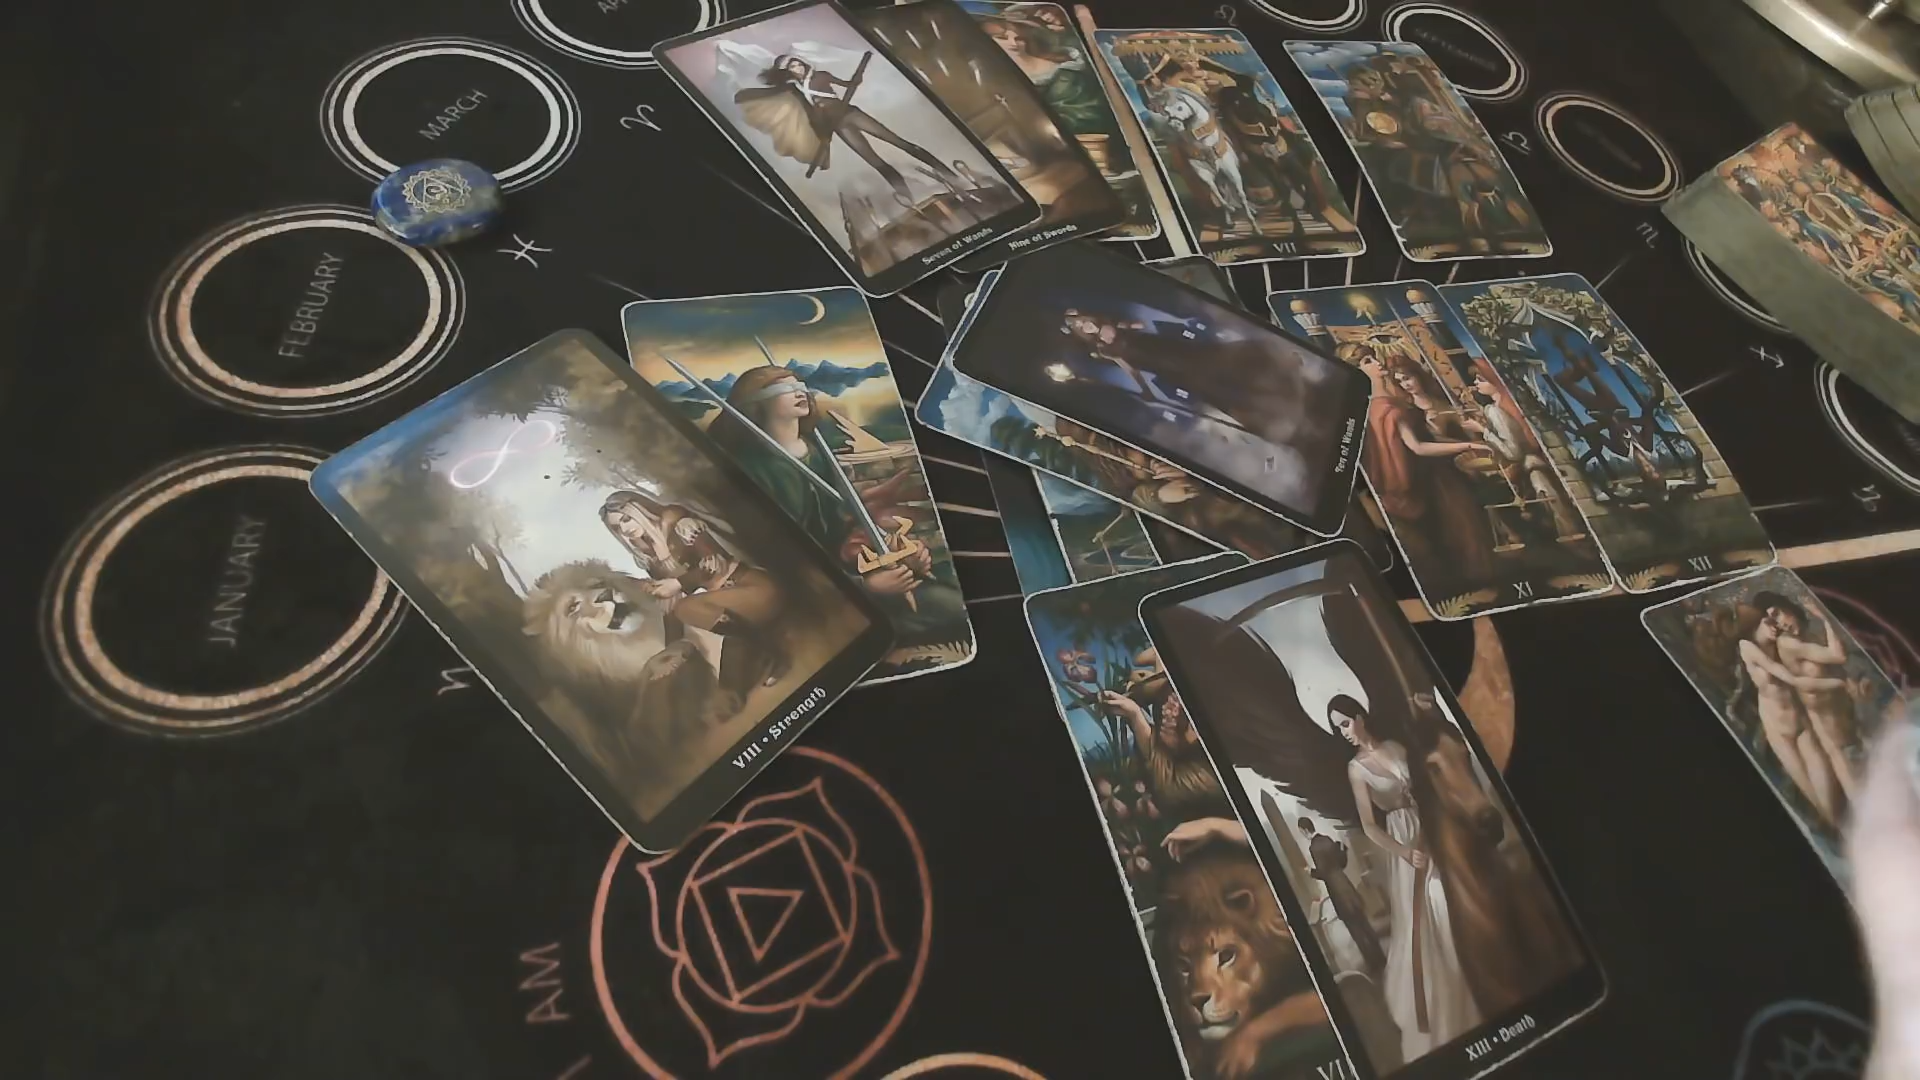 MARCH
FEBRUARY
JANUARY
Seven of Wands
Nine of Swords
VII
Ten of Wands
XI
XII
VIII • Strength
XIII • Death
AM